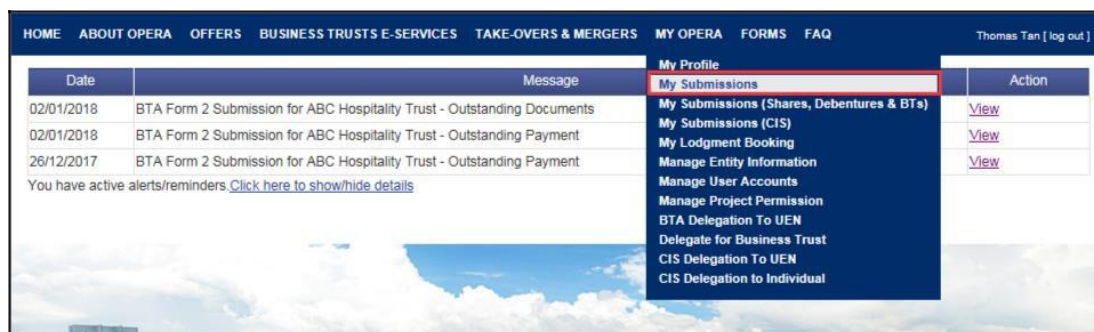 HOME ABOUT OPERA OFFERS BUSINESS TRUSTS E-SERVICES TAKE-OVERS & MERGERS MY OPERA FORMS FAQ Thomas Tan [ log out ]
Date Message Action
02/01/2018 BTA Form 2 Submission for ABC Hospitality Trust - Outstanding Documents View
02/01/2018 BTA Form 2 Submission for ABC Hospitality Trust - Outstanding Payment View
26/12/2017 BTA Form 2 Submission for ABC Hospitality Trust - Outstanding Payment View
You have active alerts/reminders.Click here to show/hide details
My Profile
My Submissions
My Submissions (Shares, Debentures & BTs)
My Submissions (CIS)
My Lodgment Booking
Manage Entity Information
Manage User Accounts
Manage Project Permission
BTA Delegation To UEN
Delegate for Business Trust
CIS Delegation To UEN
CIS Delegation to Individual